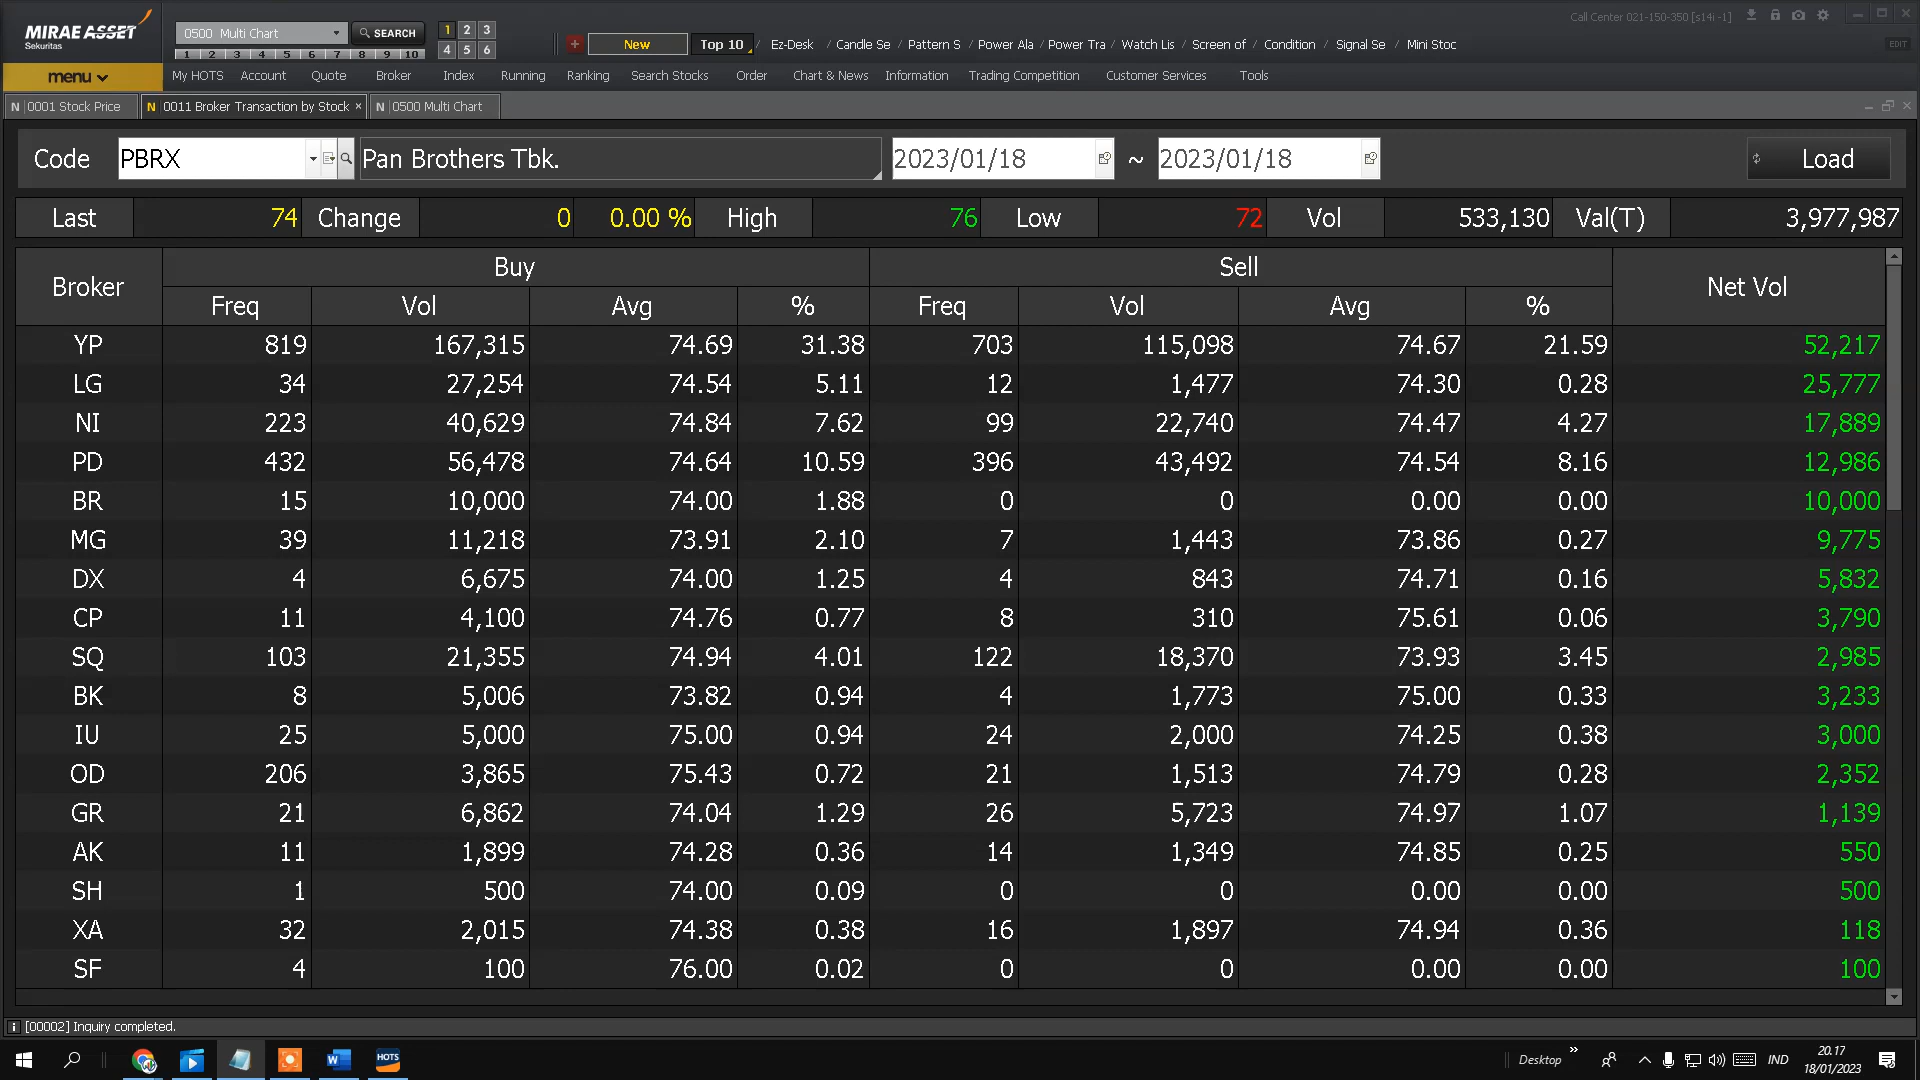 MIRAE ASSET
Sekuritas
0500 Multi Chart SEARCH 1 2 3
1 2 3 4 5 6 7 8 9 10 4 5 6
+ New Top 10 / Ez-Desk / Candle Se / Pattern S / Power Ala / Power Tra / Watch Lis / Screen of / Condition / Signal Se / Mini Stoc
Call Center 021-150-350 [s14i -1]
EDIT
menu My HOTS Account Quote Broker Index Running Ranking Search Stocks Order Chart & News Information Trading Competition Customer Services Tools
N 0001 Stock Price N 0011 Broker Transaction by Stock × N 0500 Multi Chart
Code PBRX Pan Brothers Tbk. 2023/01/18 ~ 2023/01/18 Load
Last 74 Change 0 0.00 % High 76 Low 72 Vol 533,130 Val(T) 3,977,987
Broker Buy Sell Net Vol
Freq Vol Avg % Freq Vol Avg %
YP 819 167,315 74.69 31.38 703 115,098 74.67 21.59 52,217
LG 34 27,254 74.54 5.11 12 1,477 74.30 0.28 25,777
NI 223 40,629 74.84 7.62 99 22,740 74.47 4.27 17,889
PD 432 56,478 74.64 10.59 396 43,492 74.54 8.16 12,986
BR 15 10,000 74.00 1.88 0 0 0.00 0.00 10,000
MG 39 11,218 73.91 2.10 7 1,443 73.86 0.27 9,775
DX 4 6,675 74.00 1.25 4 843 74.71 0.16 5,832
CP 11 4,100 74.76 0.77 8 310 75.61 0.06 3,790
SQ 103 21,355 74.94 4.01 122 18,370 73.93 3.45 2,985
BK 8 5,006 73.82 0.94 4 1,773 75.00 0.33 3,233
IU 25 5,000 75.00 0.94 24 2,000 74.25 0.38 3,000
OD 206 3,865 75.43 0.72 21 1,513 74.79 0.28 2,352
GR 21 6,862 74.04 1.29 26 5,723 74.97 1.07 1,139
AK 11 1,899 74.28 0.36 14 1,349 74.85 0.25 550
SH 1 500 74.00 0.09 0 0 0.00 0.00 500
XA 32 2,015 74.38 0.38 16 1,897 74.94 0.36 118
SF 4 100 76.00 0.02 0 0 0.00 0.00 100
i [00002] Inquiry completed.
HOTS Desktop » IND 20.17
18/01/2023